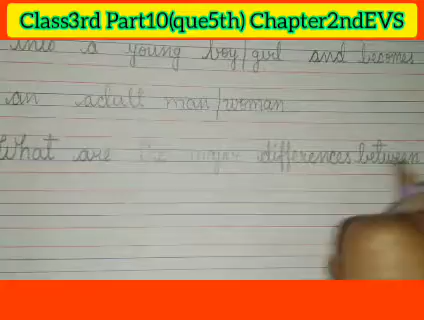 Class3rd Part10(que5th) Chapter2ndEVS
into a young boy/girl and becomes
an adult man/woman
What are the major differences between